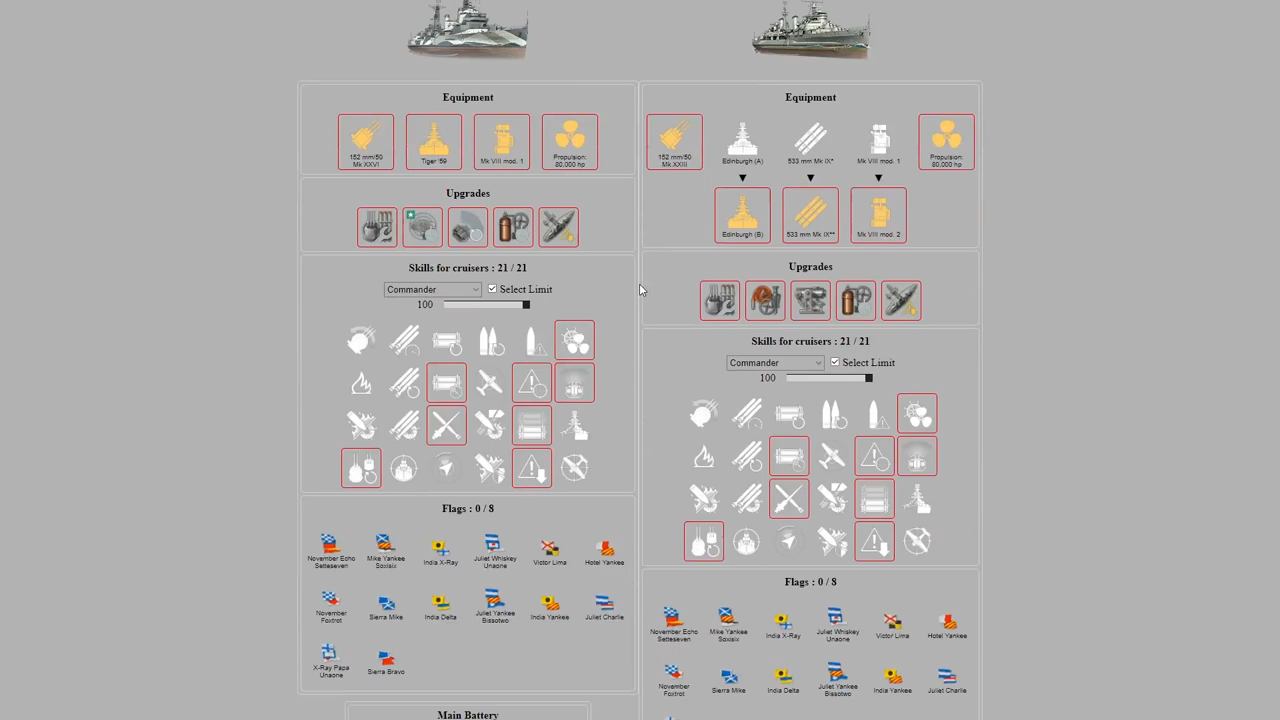 Equipment
152 mm/50
Mk XXVI
Tiger '59
Mk VIII mod. 1
Propulsion:
80,000 hp
Upgrades
Skills for cruisers : 21 / 21
Commander
Select Limit
100
Flags : 0 / 8
November Echo
Setteseven
Mike Yankee
Soxisix
India X-Ray
Juliet Whiskey
Unaone
Victor Lima
Hotel Yankee
November
Foxtrot
Sierra Mike
India Delta
Juliet Yankee
Bissotwo
India Yankee
Juliet Charlie
X-Ray Papa
Unaone
Sierra Bravo
Main Battery
Equipment
152 mm/50
Mk XXIII
Edinburgh (A)
533 mm Mk IX*
Mk VIII mod. 1
Propulsion:
80,000 hp
Edinburgh (B)
533 mm Mk IX**
Mk VIII mod. 2
Upgrades
Skills for cruisers : 21 / 21
Commander
Select Limit
100
Flags : 0 / 8
November Echo
Setteseven
Mike Yankee
Soxisix
India X-Ray
Juliet Whiskey
Unaone
Victor Lima
Hotel Yankee
November
Foxtrot
Sierra Mike
India Delta
Juliet Yankee
Bissotwo
India Yankee
Juliet Charlie